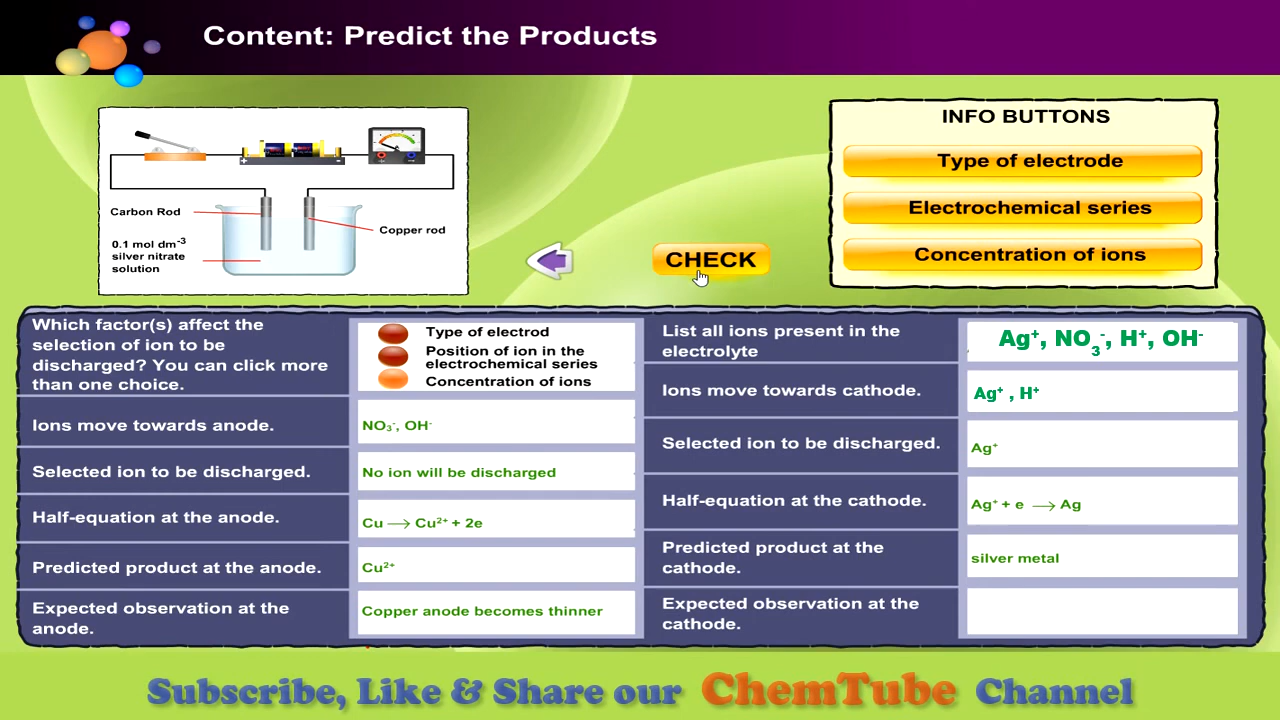 Content: Predict the Products
Carbon Rod
0.1 mol dm⁻³
silver nitrate
solution
Copper rod
CHECK
INFO BUTTONS
Type of electrode
Electrochemical series
Concentration of ions
Which factor(s) affect the
selection of ion to be
discharged? You can click more
than one choice.
Type of electrod
Position of ion in the
electrochemical series
Concentration of ions
Ions move towards anode.
NO₃⁻, OH⁻
Selected ion to be discharged.
No ion will be discharged
Half-equation at the anode.
Cu → Cu²⁺ + 2e
Predicted product at the anode.
Cu²⁺
Expected observation at the
anode.
Copper anode becomes thinner
List all ions present in the
electrolyte
Ag⁺, NO₃⁻, H⁺, OH⁻
Ions move towards cathode.
Ag⁺ , H⁺
Selected ion to be discharged.
Ag⁺
Half-equation at the cathode.
Ag⁺ + e → Ag
Predicted product at the
cathode.
silver metal
Expected observation at the
cathode.
Subscribe, Like & Share our ChemTube Channel